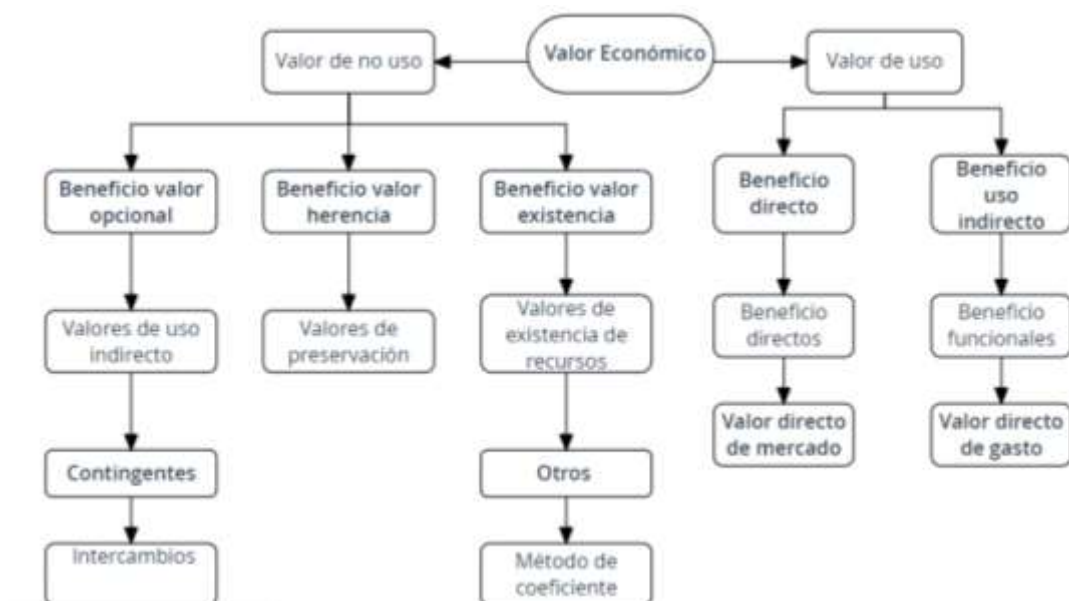 Valor Económico
Valor de no uso
Valor de uso
Beneficio valor
opcional
Beneficio valor
herencia
Beneficio valor
existencia
Beneficio
directo
Beneficio
uso
indirecto
Valores de uso
indirecto
Valores de
preservación
Valores de
existencia de
recursos
Beneficio
directos
Beneficio
funcionales
Valor directo
de mercado
Valor directo
de gasto
Contingentes
Otros
Intercambios
Método de
coeficiente